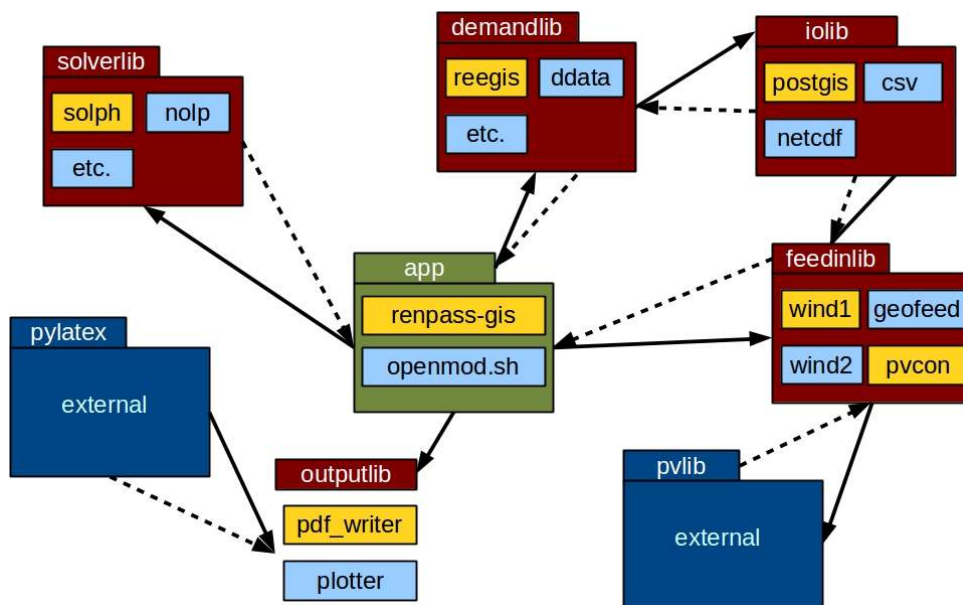 solverlib
solph
nolp
etc.
demandlib
reegis
ddata
etc.
iolib
postgis
csv
netcdf
app
renpass-gis
openmod.sh
feedinlib
wind1
geofeed
wind2
pvcon
pylatex
external
outputlib
pdf_writer
plotter
pvlib
external